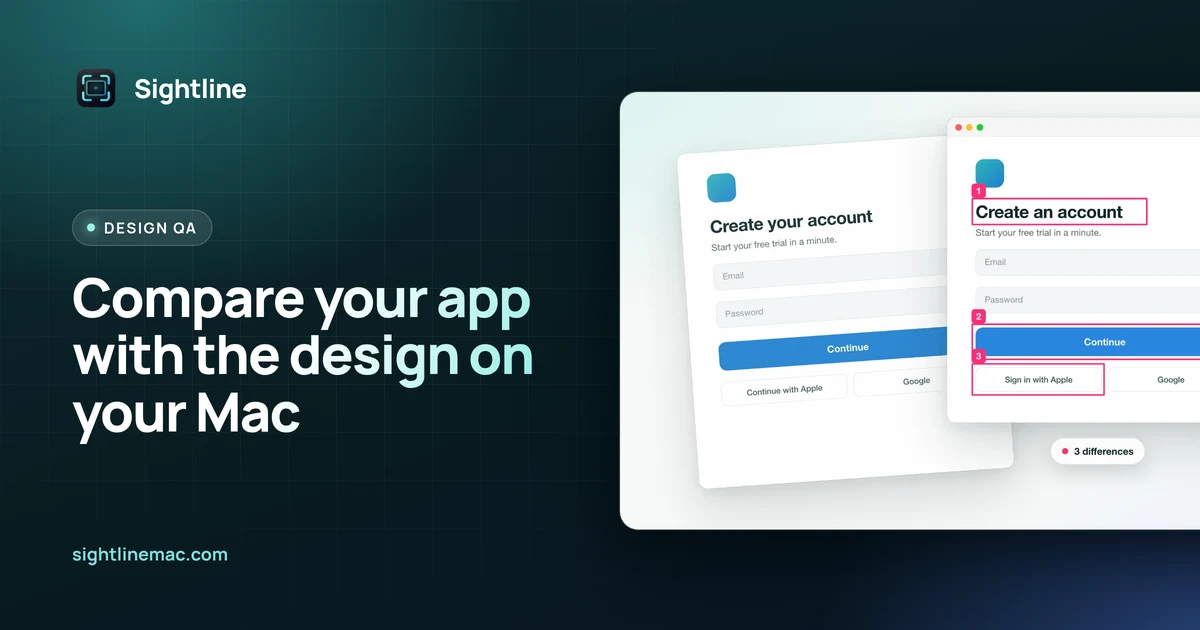 Sightline
DESIGN QA
Compare your app
with the design on
your Mac
sightlinemac.com
Create your account
Start your free trial in a minute.
Email
Password
Continue
Continue with Apple
Google
1
Create an account
Start your free trial in a minute.
Email
Password
2
Continue
3
Sign in with Apple
Google
3 differences